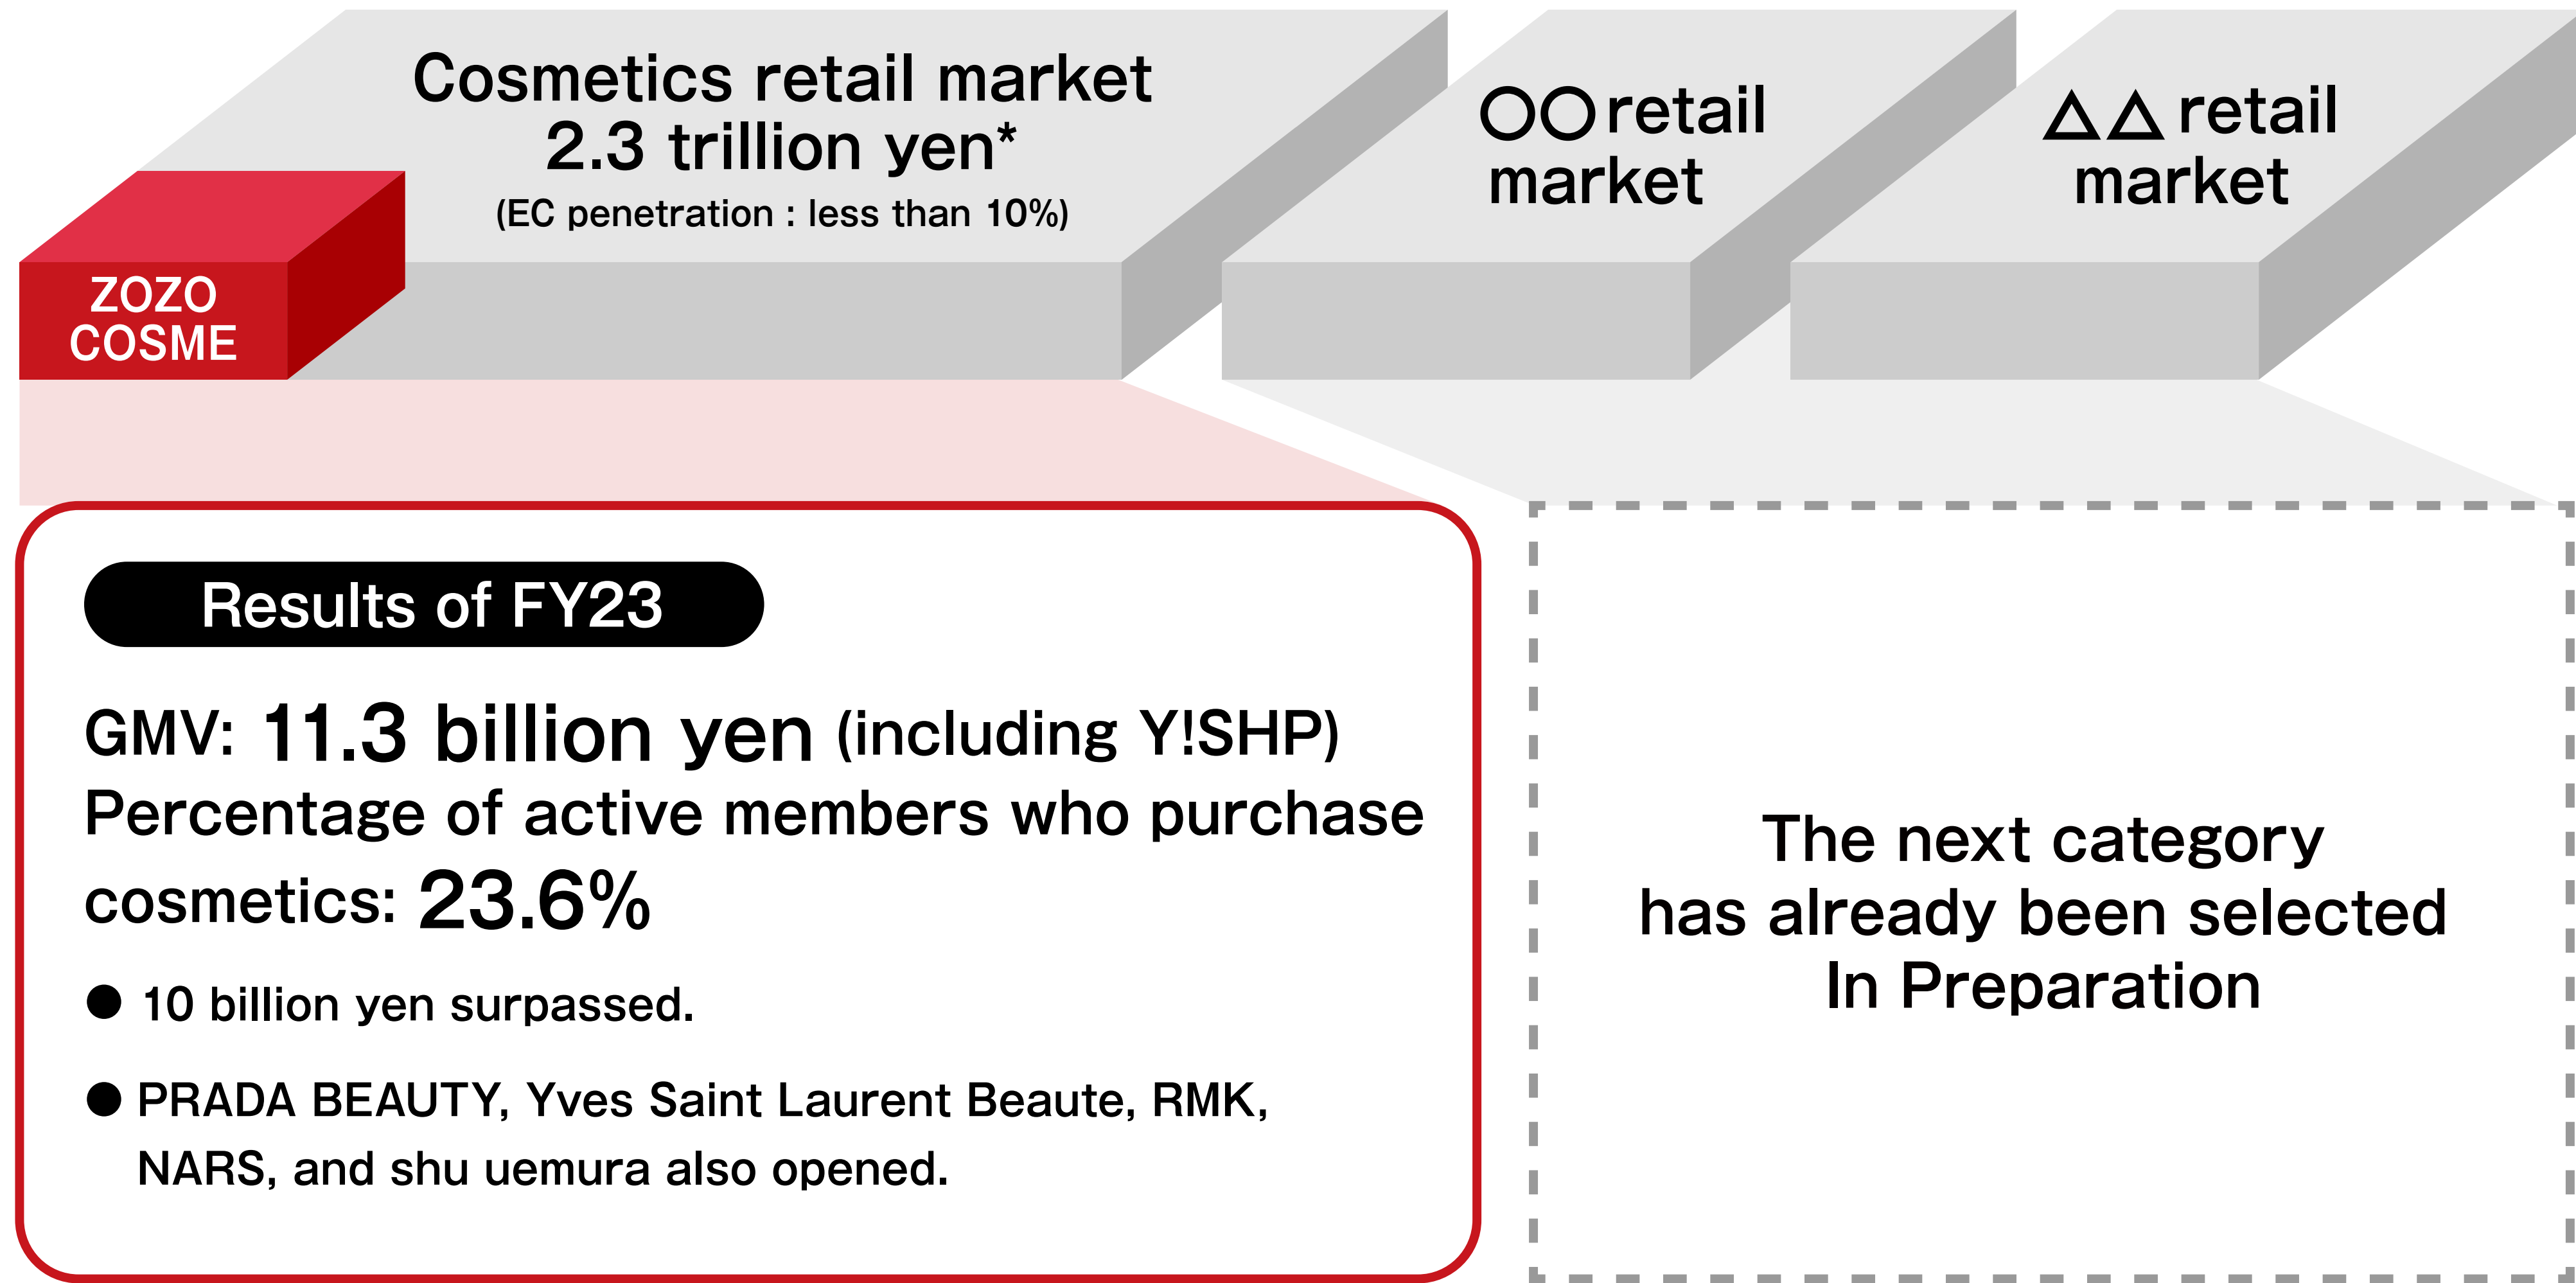 Cosmetics retail market
2.3 trillion yen*
(EC penetration : less than 10%)
○○ retail
market
△△ retail
market
ZOZO
COSME
Results of FY23
GMV: 11.3 billion yen (including Y!SHP)
Percentage of active members who purchase
cosmetics: 23.6%
● 10 billion yen surpassed.
● PRADA BEAUTY, Yves Saint Laurent Beaute, RMK,
NARS, and shu uemura also opened.
The next category
has already been selected
In Preparation